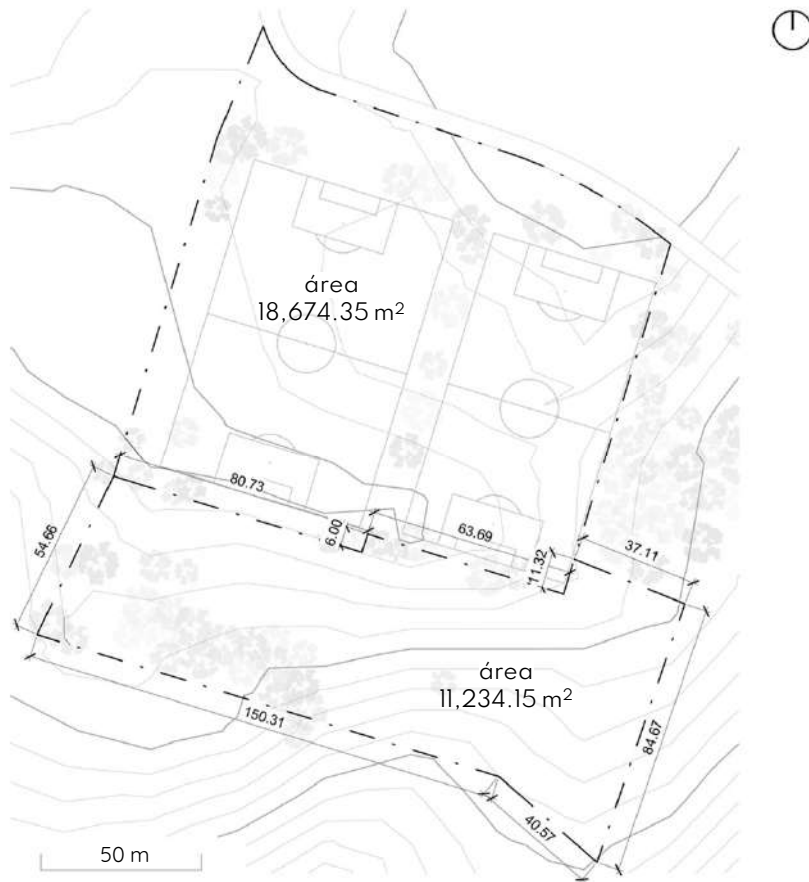 área
18,674.35 m²
80.73
63.69
6.00
11.32
37.11
54.66
área
11,234.15 m²
150.31
84.67
40.57
50 m